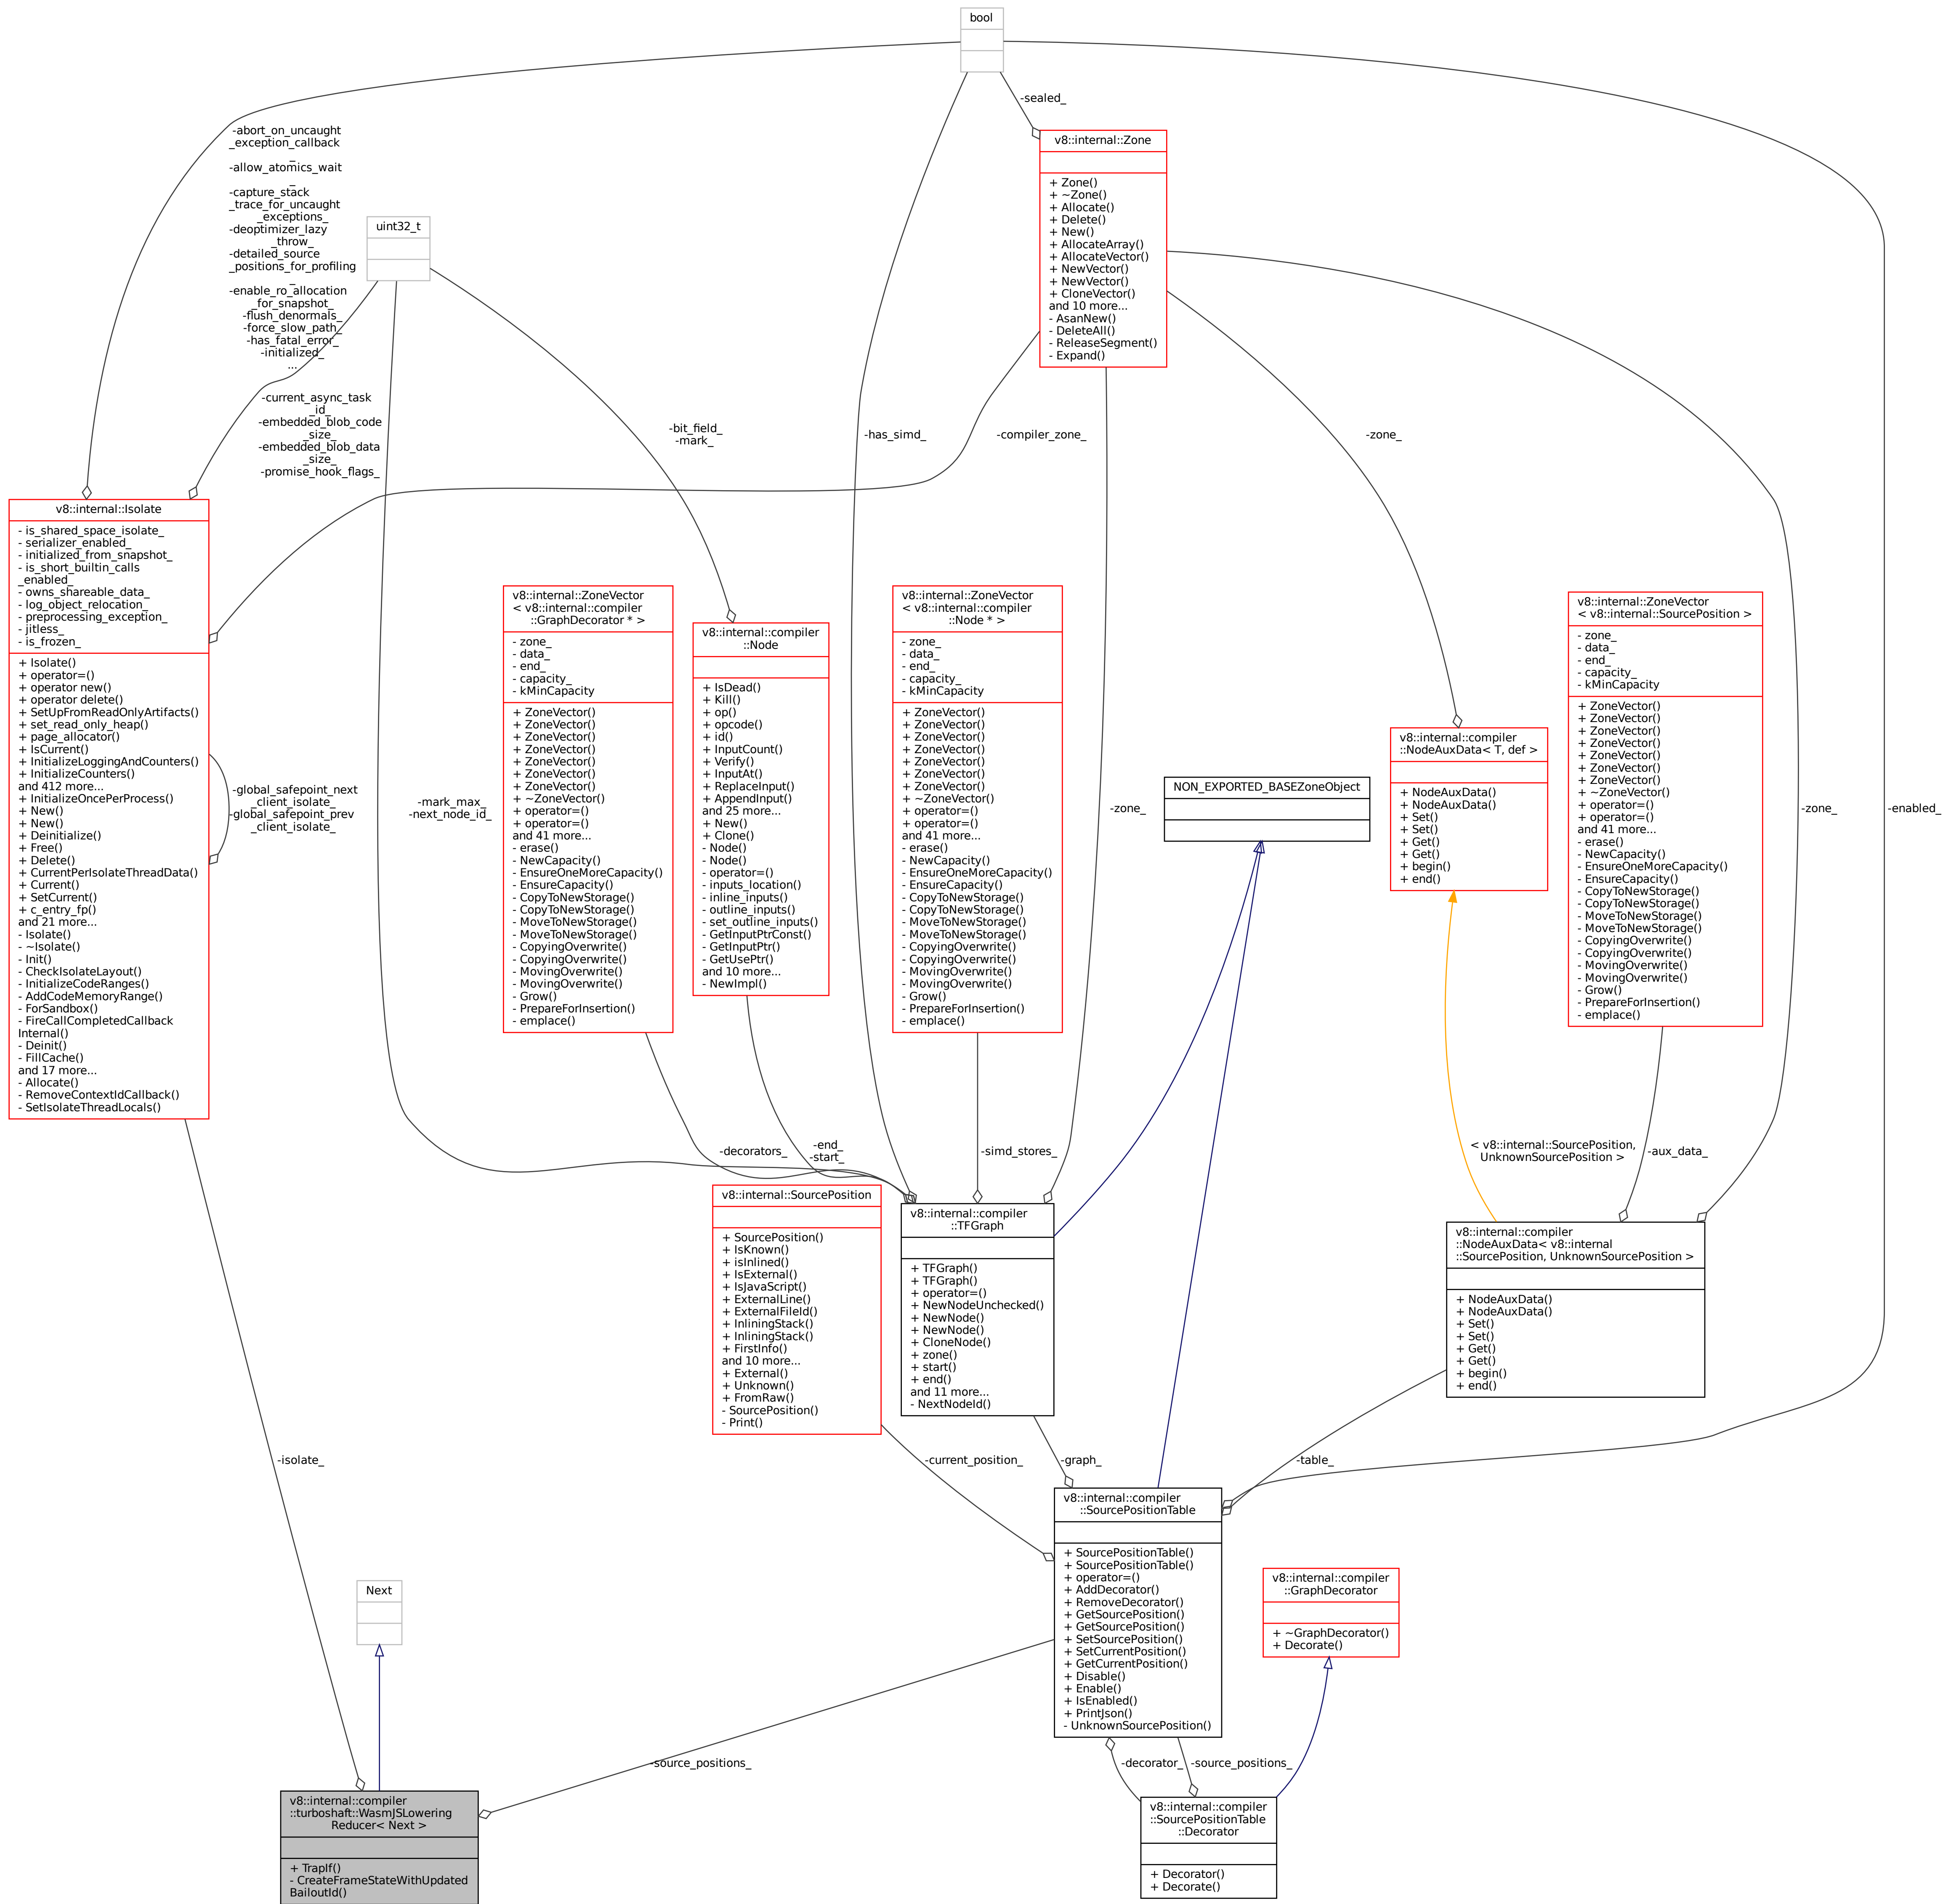 bool
-sealed_
v8::internal::Zone
+ Zone()
+ ~Zone()
+ Allocate()
+ Delete()
+ New()
+ AllocateArray()
+ AllocateVector()
+ NewVector()
+ NewVector()
+ CloneVector()
and 10 more...
- AsanNew()
- DeleteAll()
- ReleaseSegment()
- Expand()
-abort_on_uncaught
_exception_callback
_
-allow_atomics_wait
_
-capture_stack
_trace_for_uncaught
_exceptions_
-deoptimizer_lazy
_throw_
-detailed_source
_positions_for_profiling
_
-enable_ro_allocation
_for_snapshot_
-flush_denormals_
-force_slow_path_
-has_fatal_error_
-initialized_
...
uint32_t
-current_async_task
_id_
-embedded_blob_code
_size_
-embedded_blob_data
_size_
-promise_hook_flags_
-bit_field_
-mark_
-has_simd_
-compiler_zone_
-zone_
v8::internal::Isolate
- is_shared_space_isolate_
- serializer_enabled_
- initialized_from_snapshot_
- is_short_builtin_calls
_enabled_
- owns_shareable_data_
- log_object_relocation_
- preprocessing_exception_
- jitless_
- is_frozen_
+ Isolate()
+ operator=()
+ operator new()
+ operator delete()
+ SetUpFromReadOnlyArtifacts()
+ set_read_only_heap()
+ page_allocator()
+ IsCurrent()
+ InitializeLoggingAndCounters()
+ InitializeCounters()
and 412 more...
+ InitializeOncePerProcess()
+ New()
+ New()
+ Deinitialize()
+ Free()
+ Delete()
+ CurrentPerIsolateThreadData()
+ Current()
+ SetCurrent()
+ c_entry_fp()
and 21 more...
- Isolate()
- ~Isolate()
- Init()
- CheckIsolateLayout()
- InitializeCodeRanges()
- AddCodeMemoryRange()
- ForSandbox()
- FireCallCompletedCallback
Internal()
- Deinit()
- FillCache()
and 17 more...
- Allocate()
- RemoveContextIdCallback()
- SetIsolateThreadLocals()
-global_safepoint_next
_client_isolate_
-global_safepoint_prev
_client_isolate_
-mark_max_
-next_node_id_
v8::internal::ZoneVector
< v8::internal::compiler
::GraphDecorator * >
- zone_
- data_
- end_
- capacity_
- kMinCapacity
+ ZoneVector()
+ ZoneVector()
+ ZoneVector()
+ ZoneVector()
+ ZoneVector()
+ ZoneVector()
+ ZoneVector()
+ ~ZoneVector()
+ operator=()
+ operator=()
and 41 more...
- erase()
- NewCapacity()
- EnsureOneMoreCapacity()
- EnsureCapacity()
- CopyToNewStorage()
- CopyToNewStorage()
- MoveToNewStorage()
- MoveToNewStorage()
- CopyingOverwrite()
- CopyingOverwrite()
- MovingOverwrite()
- MovingOverwrite()
- Grow()
- PrepareForInsertion()
- emplace()
v8::internal::compiler
::Node
+ IsDead()
+ Kill()
+ op()
+ opcode()
+ id()
+ InputCount()
+ Verify()
+ InputAt()
+ ReplaceInput()
+ AppendInput()
and 25 more...
+ New()
+ Clone()
- Node()
- Node()
- operator=()
- inputs_location()
- inline_inputs()
- outline_inputs()
- set_outline_inputs()
- GetInputPtrConst()
- GetInputPtr()
- GetUsePtr()
and 10 more...
- NewImpl()
v8::internal::ZoneVector
< v8::internal::compiler
::Node * >
- zone_
- data_
- end_
- capacity_
- kMinCapacity
+ ZoneVector()
+ ZoneVector()
+ ZoneVector()
+ ZoneVector()
+ ZoneVector()
+ ZoneVector()
+ ZoneVector()
+ ~ZoneVector()
+ operator=()
+ operator=()
and 41 more...
- erase()
- NewCapacity()
- EnsureOneMoreCapacity()
- EnsureCapacity()
- CopyToNewStorage()
- CopyToNewStorage()
- MoveToNewStorage()
- MoveToNewStorage()
- CopyingOverwrite()
- CopyingOverwrite()
- MovingOverwrite()
- MovingOverwrite()
- Grow()
- PrepareForInsertion()
- emplace()
-zone_
NON_EXPORTED_BASEZoneObject
v8::internal::compiler
::NodeAuxData< T, def >
+ NodeAuxData()
+ NodeAuxData()
+ Set()
+ Set()
+ Get()
+ Get()
+ begin()
+ end()
v8::internal::ZoneVector
< v8::internal::SourcePosition >
- zone_
- data_
- end_
- capacity_
- kMinCapacity
+ ZoneVector()
+ ZoneVector()
+ ZoneVector()
+ ZoneVector()
+ ZoneVector()
+ ZoneVector()
+ ZoneVector()
+ ~ZoneVector()
+ operator=()
+ operator=()
and 41 more...
- erase()
- NewCapacity()
- EnsureOneMoreCapacity()
- EnsureCapacity()
- CopyToNewStorage()
- CopyToNewStorage()
- MoveToNewStorage()
- MoveToNewStorage()
- CopyingOverwrite()
- CopyingOverwrite()
- MovingOverwrite()
- MovingOverwrite()
- Grow()
- PrepareForInsertion()
- emplace()
-zone_
-enabled_
-decorators_
-end_
-start_
-simd_stores_
< v8::internal::SourcePosition,
UnknownSourcePosition >
-aux_data_
v8::internal::SourcePosition
+ SourcePosition()
+ IsKnown()
+ isInlined()
+ IsExternal()
+ IsJavaScript()
+ ExternalLine()
+ ExternalFileId()
+ InliningStack()
+ InliningStack()
+ FirstInfo()
and 10 more...
+ External()
+ Unknown()
+ FromRaw()
- SourcePosition()
- Print()
v8::internal::compiler
::TFGraph
+ TFGraph()
+ TFGraph()
+ operator=()
+ NewNodeUnchecked()
+ NewNode()
+ NewNode()
+ CloneNode()
+ zone()
+ start()
+ end()
and 11 more...
- NextNodeId()
v8::internal::compiler
::NodeAuxData< v8::internal
::SourcePosition, UnknownSourcePosition >
+ NodeAuxData()
+ NodeAuxData()
+ Set()
+ Set()
+ Get()
+ Get()
+ begin()
+ end()
-isolate_
-current_position_
-graph_
-table_
v8::internal::compiler
::SourcePositionTable
+ SourcePositionTable()
+ SourcePositionTable()
+ operator=()
+ AddDecorator()
+ RemoveDecorator()
+ GetSourcePosition()
+ GetSourcePosition()
+ SetSourcePosition()
+ SetCurrentPosition()
+ GetCurrentPosition()
+ Disable()
+ Enable()
+ IsEnabled()
+ PrintJson()
- UnknownSourcePosition()
Next
v8::internal::compiler
::GraphDecorator
+ ~GraphDecorator()
+ Decorate()
-source_positions_
-decorator_
-source_positions_
v8::internal::compiler
::turboshaft::WasmJSLowering
Reducer< Next >
+ TrapIf()
- CreateFrameStateWithUpdated
BailoutId()
v8::internal::compiler
::SourcePositionTable
::Decorator
+ Decorator()
+ Decorate()